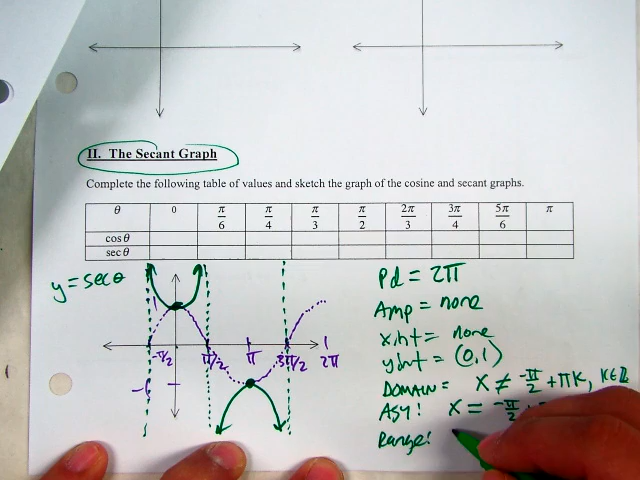 II. The Secant Graph
Complete the following table of values and sketch the graph of the cosine and secant graphs.
θ 0 π/6 π/4 π/3 π/2 2π/3 3π/4 5π/6 π
cos θ
sec θ
y = sec θ
1
-π/2 π/2 π 3π/2 2π
-1
Pd = 2π
Amp = none
x int = none
y int = (0,1)
DOMAIN = X ≠ -π/2 + πK, K∈ℤ
ASY: X = -π/2 +
Range: